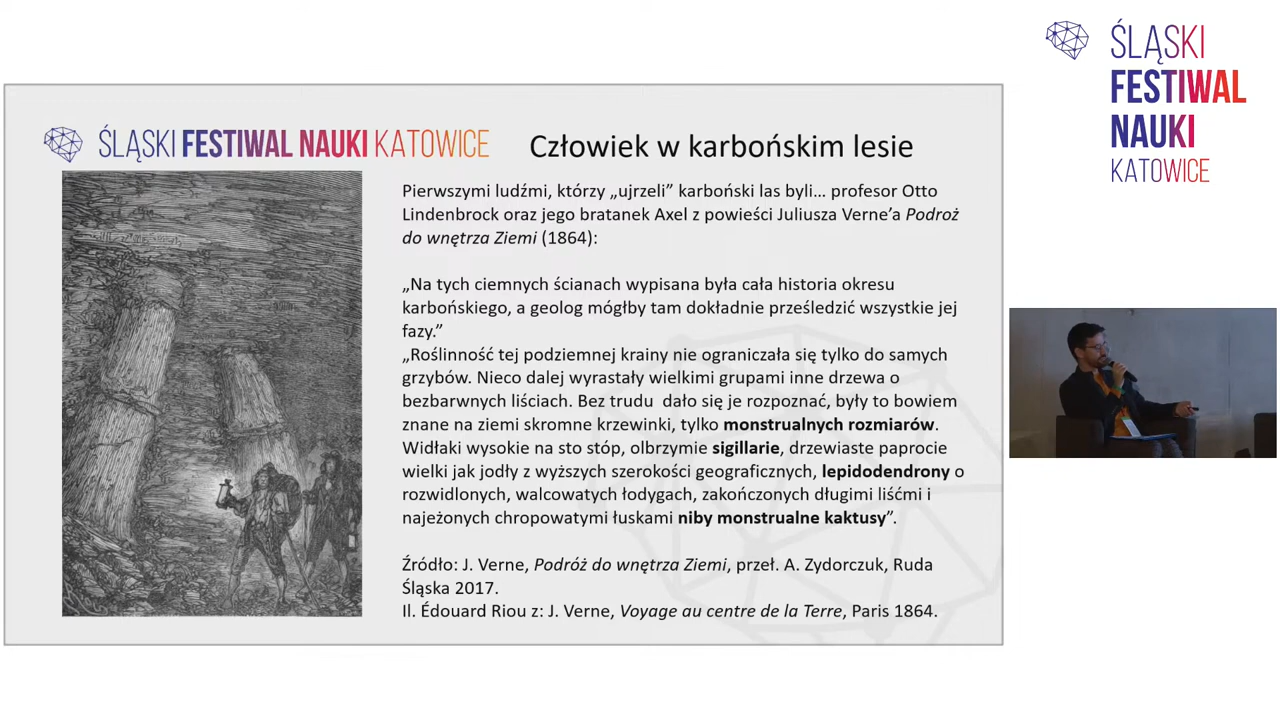 ŚLĄSKI FESTIWAL NAUKI KATOWICE
Człowiek w karbońskim lesie
Pierwszymi ludźmi, którzy „ujrzeli” karboński las byli... profesor Otto
Lindenbrock oraz jego bratanek Axel z powieści Juliusza Verne’a Podroż
do wnętrza Ziemi (1864):
„Na tych ciemnych ścianach wypisana była cała historia okresu
karbońskiego, a geolog mógłby tam dokładnie prześledzić wszystkie jej
fazy.”
„Roślinność tej podziemnej krainy nie ograniczała się tylko do samych
grzybów. Nieco dalej wyrastały wielkimi grupami inne drzewa o
bezbarwnych liściach. Bez trudu dało się je rozpoznać, były to bowiem
znane na ziemi skromne krzewinki, tylko monstrualnych rozmiarów.
Widłaki wysokie na sto stóp, olbrzymie sigillarie, drzewiaste paprocie
wielki jak jodły z wyższych szerokości geograficznych, lepidodendrony o
rozwidlonych, walcowatych łodygach, zakończonych długimi liśćmi i
najeżonych chropowatymi łuskami niby monstrualne kaktusy”.
Źródło: J. Verne, Podróż do wnętrza Ziemi, przeł. A. Zydorczuk, Ruda
Śląska 2017.
Il. Édouard Riou z: J. Verne, Voyage au centre de la Terre, Paris 1864.
ŚLĄSKI
FESTIWAL
NAUKI
KATOWICE